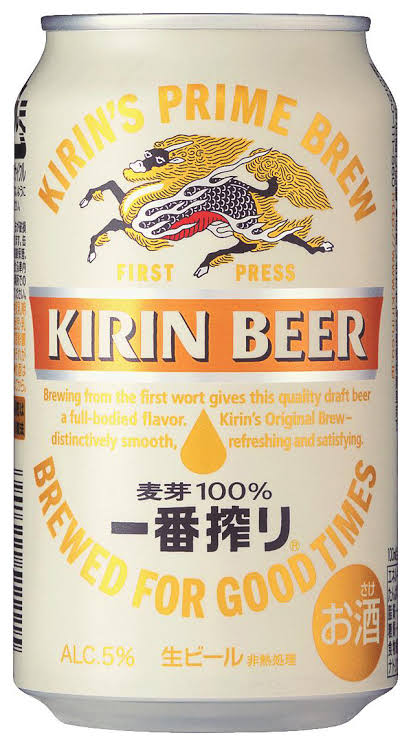 KIRIN'S PRIME BREW
FIRST PRESS
KIRIN BEER
Brewing from the first wort gives this quality draft beer
a full-bodied flavor. Kirin's Original Brew–
distinctively smooth, refreshing and satisfying.
麦芽100%
一番搾り®
BREWED FOR GOOD TIMES
さけ
お酒
ALC.5% 生ビール 非熱処理